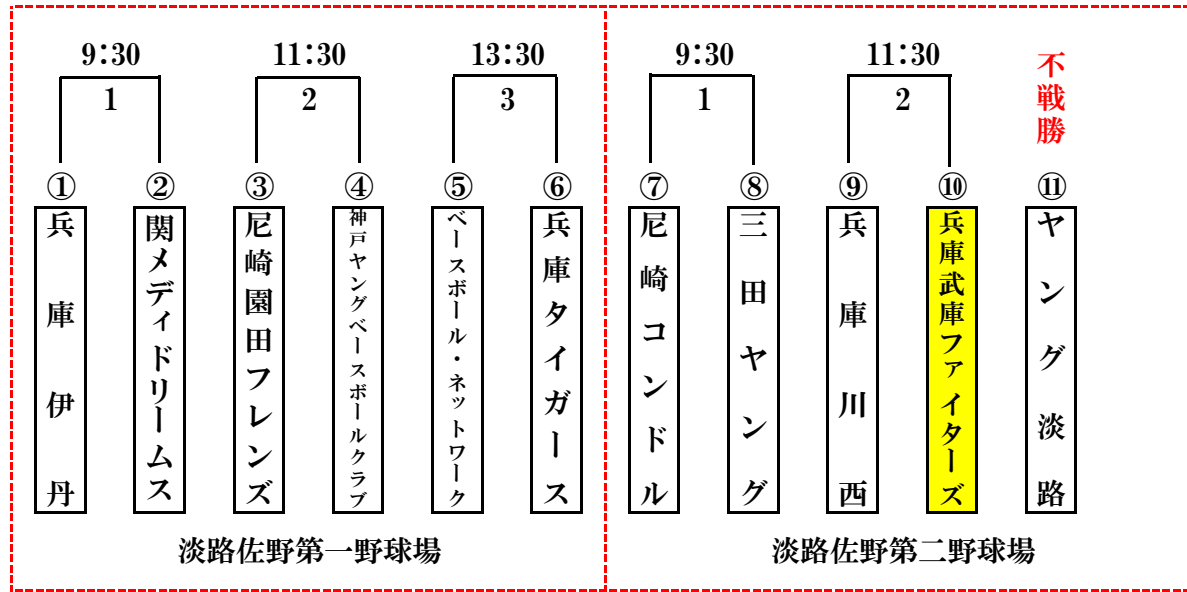 9:30
11:30
13:30
9:30
11:30
不戦勝
1
2
3
1
2
①
②
③
④
⑤
⑥
⑦
⑧
⑨
⑩
⑪
兵庫伊丹
関メディドリームス
尼崎園田フレンズ
神戸ヤングベースボールクラブ
ベースボール・ネットワーク
兵庫タイガース
尼崎コンドル
三田ヤング
兵庫川西
兵庫武庫ファイターズ
ヤング淡路
淡路佐野第一野球場
淡路佐野第二野球場